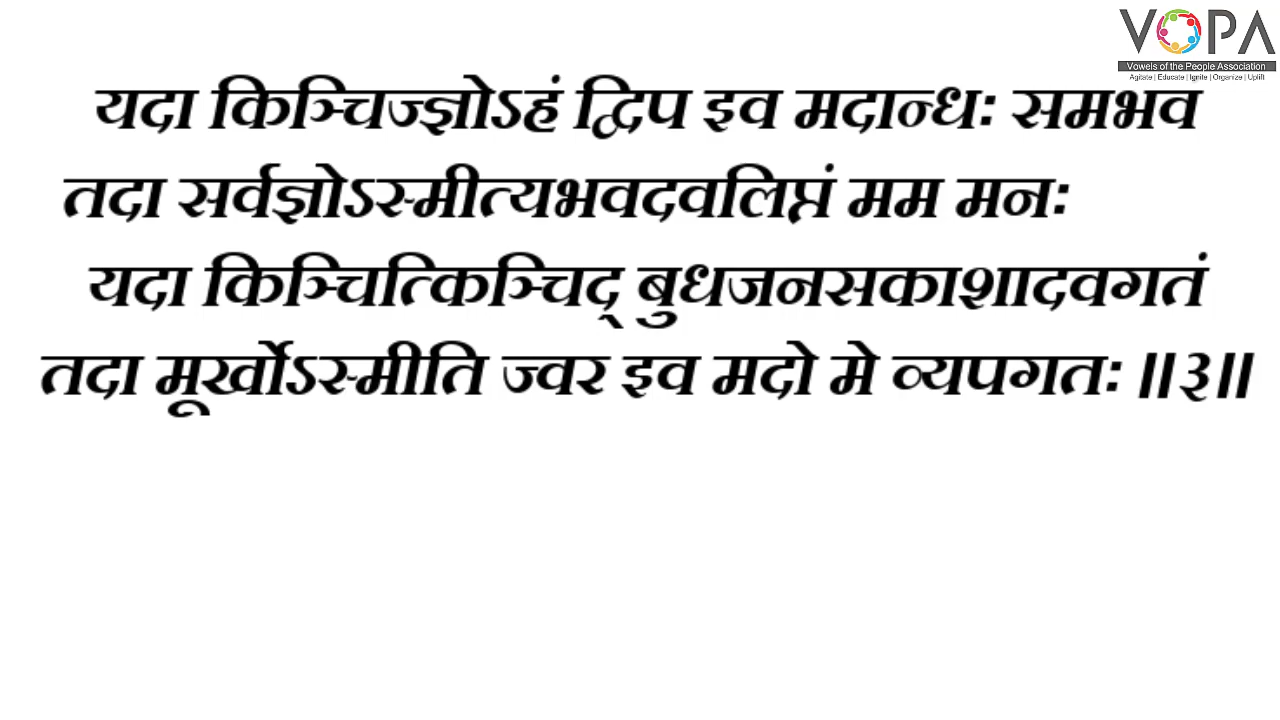 VOPA
Vowels of the People Association
Agitate | Educate | Ignite | Organize | Uplift
यदा किञ्चिज्ज्ञोऽहं द्विप इव मदान्धः समभव
तदा सर्वज्ञोऽस्मीत्यभवदवलिप्तं मम मनः
यदा किञ्चित्किञ्चिद् बुधजनसकाशादवगतं
तदा मूर्खोऽस्मीति ज्वर इव मदो मे व्यपगतः ॥३॥